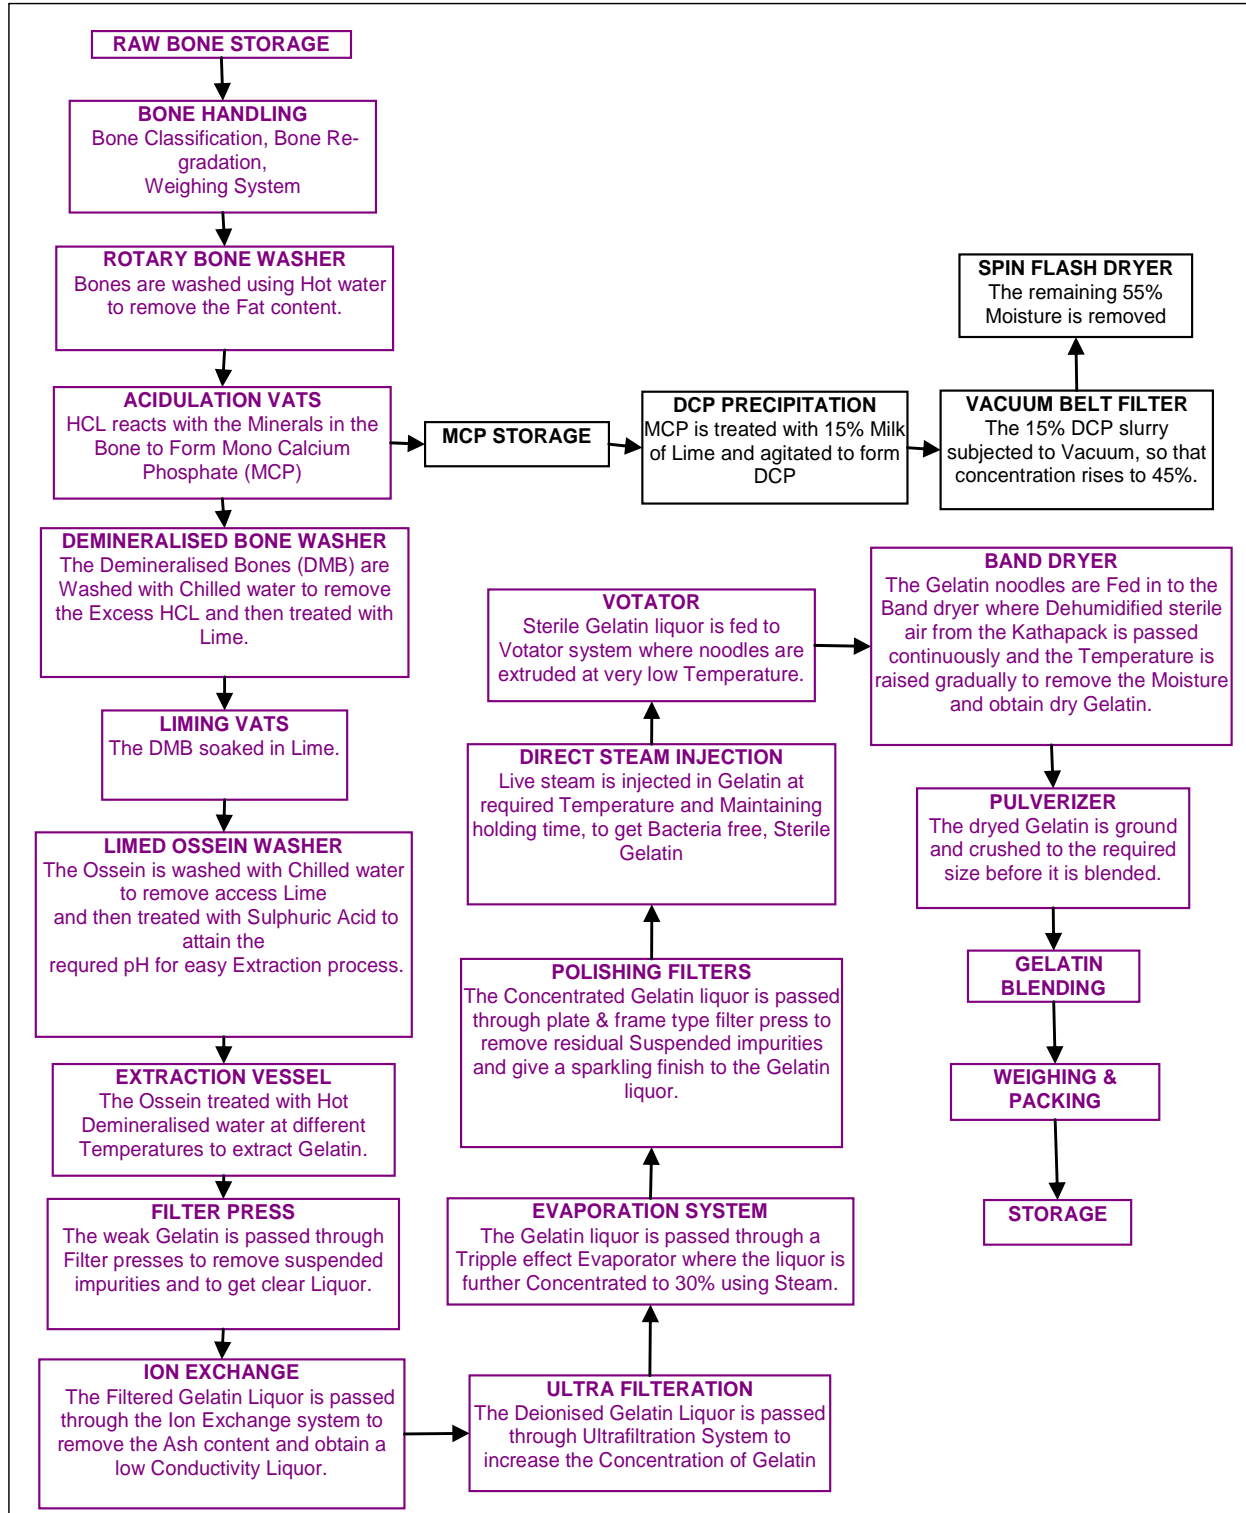 RAW BONE STORAGE
BONE HANDLING
Bone Classification, Bone Re-
gradation,
Weighing System
ROTARY BONE WASHER
Bones are washed using Hot water
to remove the Fat content.
ACIDULATION VATS
HCL reacts with the Minerals in the
Bone to Form Mono Calcium
Phosphate (MCP)
MCP STORAGE
DCP PRECIPITATION
MCP is treated with 15% Milk
of Lime and agitated to form
DCP
VACUUM BELT FILTER
The 15% DCP slurry
subjected to Vacuum, so that
concentration rises to 45%.
SPIN FLASH DRYER
The remaining 55%
Moisture is removed
DEMINERALISED BONE WASHER
The Demineralised Bones (DMB) are
Washed with Chilled water to remove
the Excess HCL and then treated with
Lime.
LIMING VATS
The DMB soaked in Lime.
LIMED OSSEIN WASHER
The Ossein is washed with Chilled water
to remove access Lime
and then treated with Sulphuric Acid to
attain the
requred pH for easy Extraction process.
EXTRACTION VESSEL
The Ossein treated with Hot
Demineralised water at different
Temperatures to extract Gelatin.
FILTER PRESS
The weak Gelatin is passed through
Filter presses to remove suspended
impurities and to get clear Liquor.
ION EXCHANGE
The Filtered Gelatin Liquor is passed
through the Ion Exchange system to
remove the Ash content and obtain a
low Conductivity Liquor.
ULTRA FILTERATION
The Deionised Gelatin Liquor is passed
through Ultrafiltration System to
increase the Concentration of Gelatin
EVAPORATION SYSTEM
The Gelatin liquor is passed through a
Tripple effect Evaporator where the liquor is
further Concentrated to 30% using Steam.
POLISHING FILTERS
The Concentrated Gelatin liquor is passed
through plate & frame type filter press to
remove residual Suspended impurities
and give a sparkling finish to the Gelatin
liquor.
DIRECT STEAM INJECTION
Live steam is injected in Gelatin at
required Temperature and Maintaining
holding time, to get Bacteria free, Sterile
Gelatin
VOTATOR
Sterile Gelatin liquor is fed to
Votator system where noodles are
extruded at very low Temperature.
BAND DRYER
The Gelatin noodles are Fed in to the
Band dryer where Dehumidified sterile
air from the Kathapack is passed
continuously and the Temperature is
raised gradually to remove the Moisture
and obtain dry Gelatin.
PULVERIZER
The dryed Gelatin is ground
and crushed to the required
size before it is blended.
GELATIN
BLENDING
WEIGHING &
PACKING
STORAGE